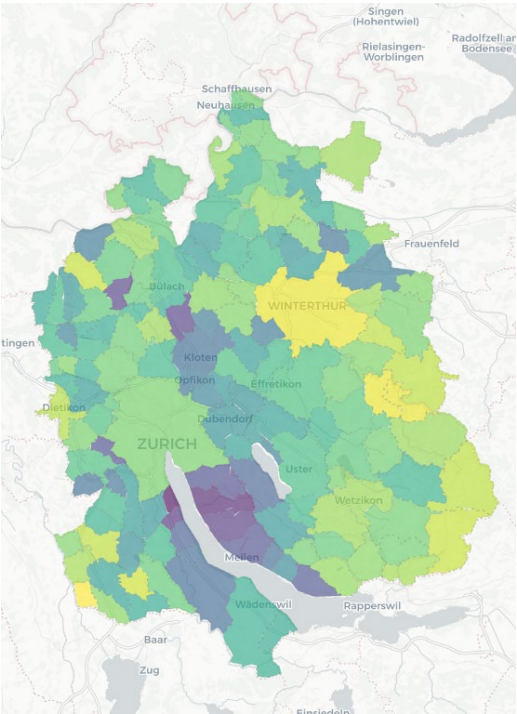 Singen
(Hohentwiel)
Radolfzell am
Bodensee
Rielasingen-
Worblingen
Schaffhausen
Neuhausen
Frauenfeld
Bülach
WINTERTHUR
tingen
Kloten
Opfikon
Effretikon
Dietikon
Dübendorf
ZURICH
Uster
Wetzikon
Meilen
Wädenswil
Rapperswil
Baar
Zug
Einsiedeln